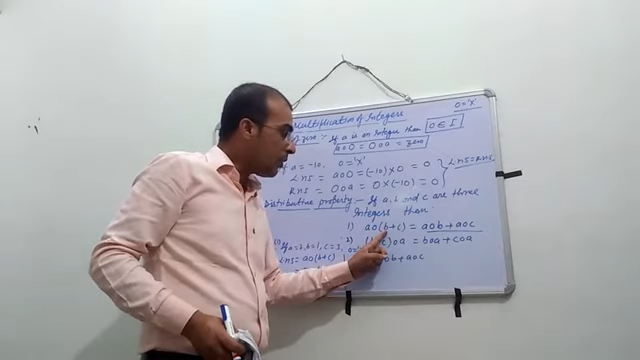 Multiplication of Integers
o = 'x'
zero :- If a is an Integer then 0 ∈ I
a o 0 = 0 o a = zero
If a = -10, o = 'x'
LHS = a o 0 = (-10) x 0 = 0
RHS = 0 o a = 0 x (-10) = 0
LHS = RHS
Distributive property :- If a, b and c are three
Integers then
1) a o (b+c) = a o b + a o c
2) o a = b o a + c o a
(1) If a = 2, b = 1, c = 3,
LHS = a o (b+c)
o b + a o c